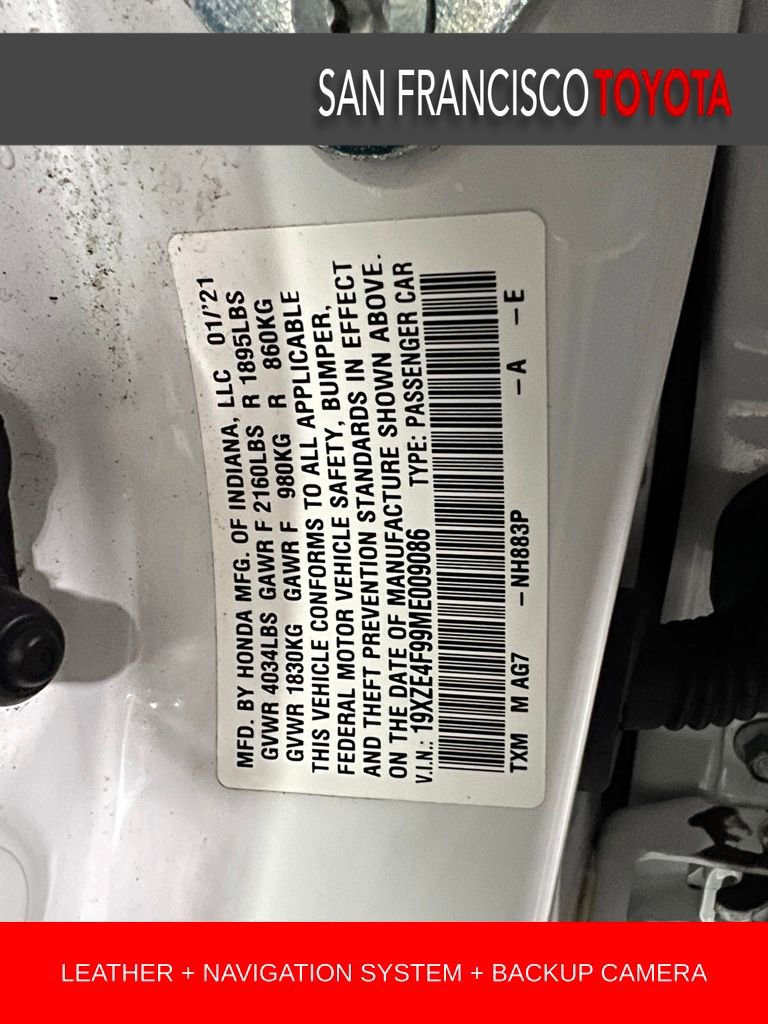 SAN FRANCISCO TOYOTA
MFD. BY HONDA MFG. OF INDIANA, LLC 01/'21
GVWR 4034LBS GAWR F 2160LBS R 1895LBS
GVWR 1830KG GAWR F 980KG R 860KG
THIS VEHICLE CONFORMS TO ALL APPLICABLE
FEDERAL MOTOR VEHICLE SAFETY, BUMPER,
AND THEFT PREVENTION STANDARDS IN EFFECT
ON THE DATE OF MANUFACTURE SHOWN ABOVE.
V.I.N.: 19XZE4F99ME009086 TYPE: PASSENGER CAR
TXM M AG7 -NH883P -A -E
LEATHER + NAVIGATION SYSTEM + BACKUP CAMERA